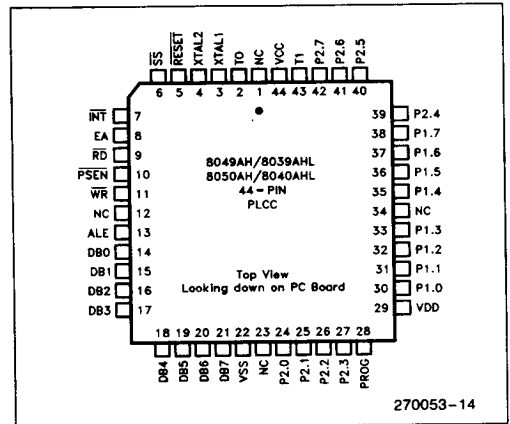 SS RESET XTAL2 XTAL1 T0 NC VCC T1 P2.7 P2.6 P2.5
6 5 4 3 2 1 44 43 42 41 40
INT 7
EA 8
RD 9
PSEN 10
WR 11
NC 12
ALE 13
DB0 14
DB1 15
DB2 16
DB3 17
8049AH/8039AHL
8050AH/8040AHL
44-PIN
PLCC
Top View
Looking down on PC Board
39 P2.4
38 P1.7
37 P1.6
36 P1.5
35 P1.4
34 NC
33 P1.3
32 P1.2
31 P1.1
30 P1.0
29 VDD
18 19 20 21 22 23 24 25 26 27 28
DB4 DB5 DB6 DB7 VSS NC P2.0 P2.1 P2.2 P2.3 PROG
270053-14